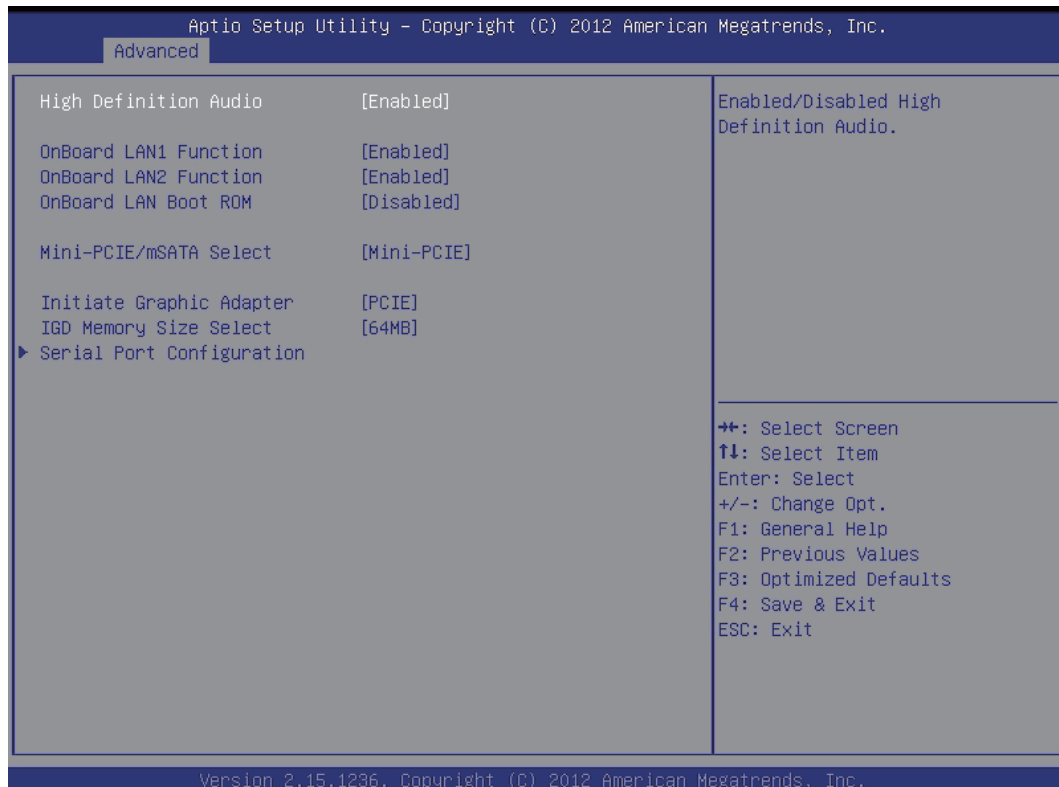 Aptio Setup Utility – Copyright (C) 2012 American Megatrends, Inc.
Advanced
High Definition Audio [Enabled]
OnBoard LAN1 Function [Enabled]
OnBoard LAN2 Function [Enabled]
OnBoard LAN Boot ROM [Disabled]
Mini-PCIE/mSATA Select [Mini-PCIE]
Initiate Graphic Adapter [PCIE]
IGD Memory Size Select [64MB]
▶ Serial Port Configuration
Enabled/Disabled High
Definition Audio.
→←: Select Screen
↑↓: Select Item
Enter: Select
+/-: Change Opt.
F1: General Help
F2: Previous Values
F3: Optimized Defaults
F4: Save & Exit
ESC: Exit
Version 2.15.1236. Copyright (C) 2012 American Megatrends, Inc.